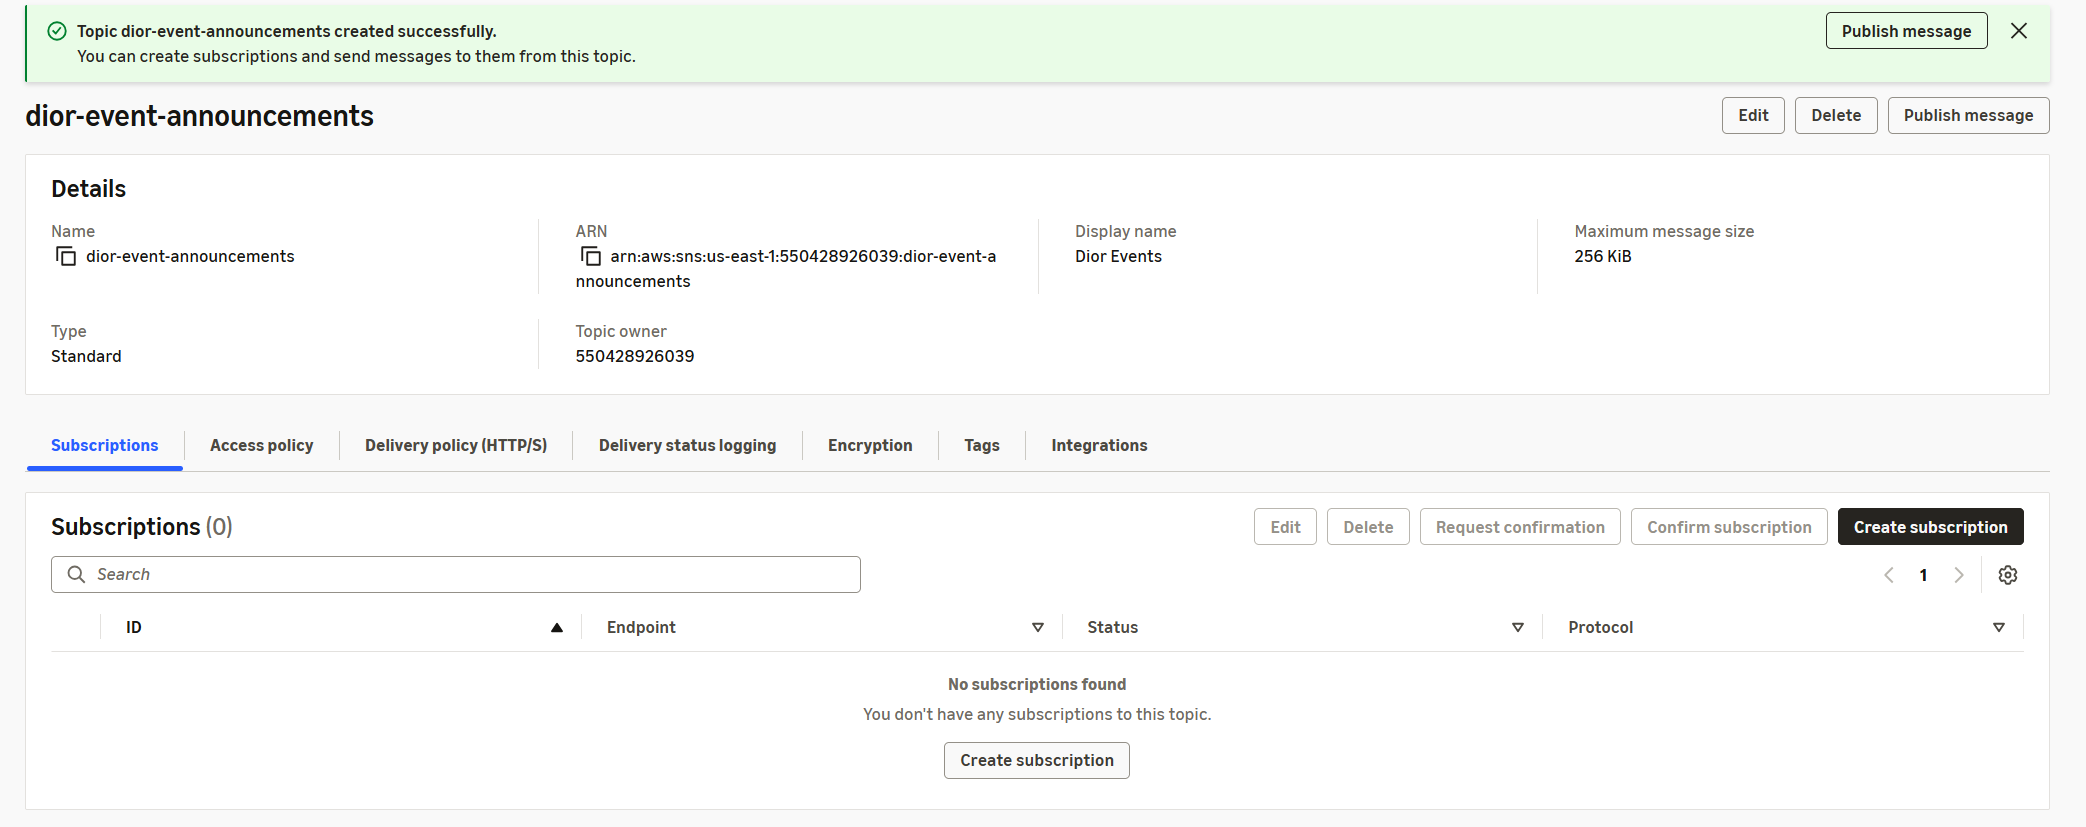 Topic dior-event-announcements created successfully.
You can create subscriptions and send messages to them from this topic.
Publish message
dior-event-announcements
Edit
Delete
Publish message
Details
Name
dior-event-announcements
ARN
arn:aws:sns:us-east-1:550428926039:dior-event-a
nnouncements
Display name
Dior Events
Maximum message size
256 KiB
Type
Standard
Topic owner
550428926039
Subscriptions
Access policy
Delivery policy (HTTP/S)
Delivery status logging
Encryption
Tags
Integrations
Subscriptions (0)
Edit
Delete
Request confirmation
Confirm subscription
Create subscription
Search
1
ID
Endpoint
Status
Protocol
No subscriptions found
You don't have any subscriptions to this topic.
Create subscription